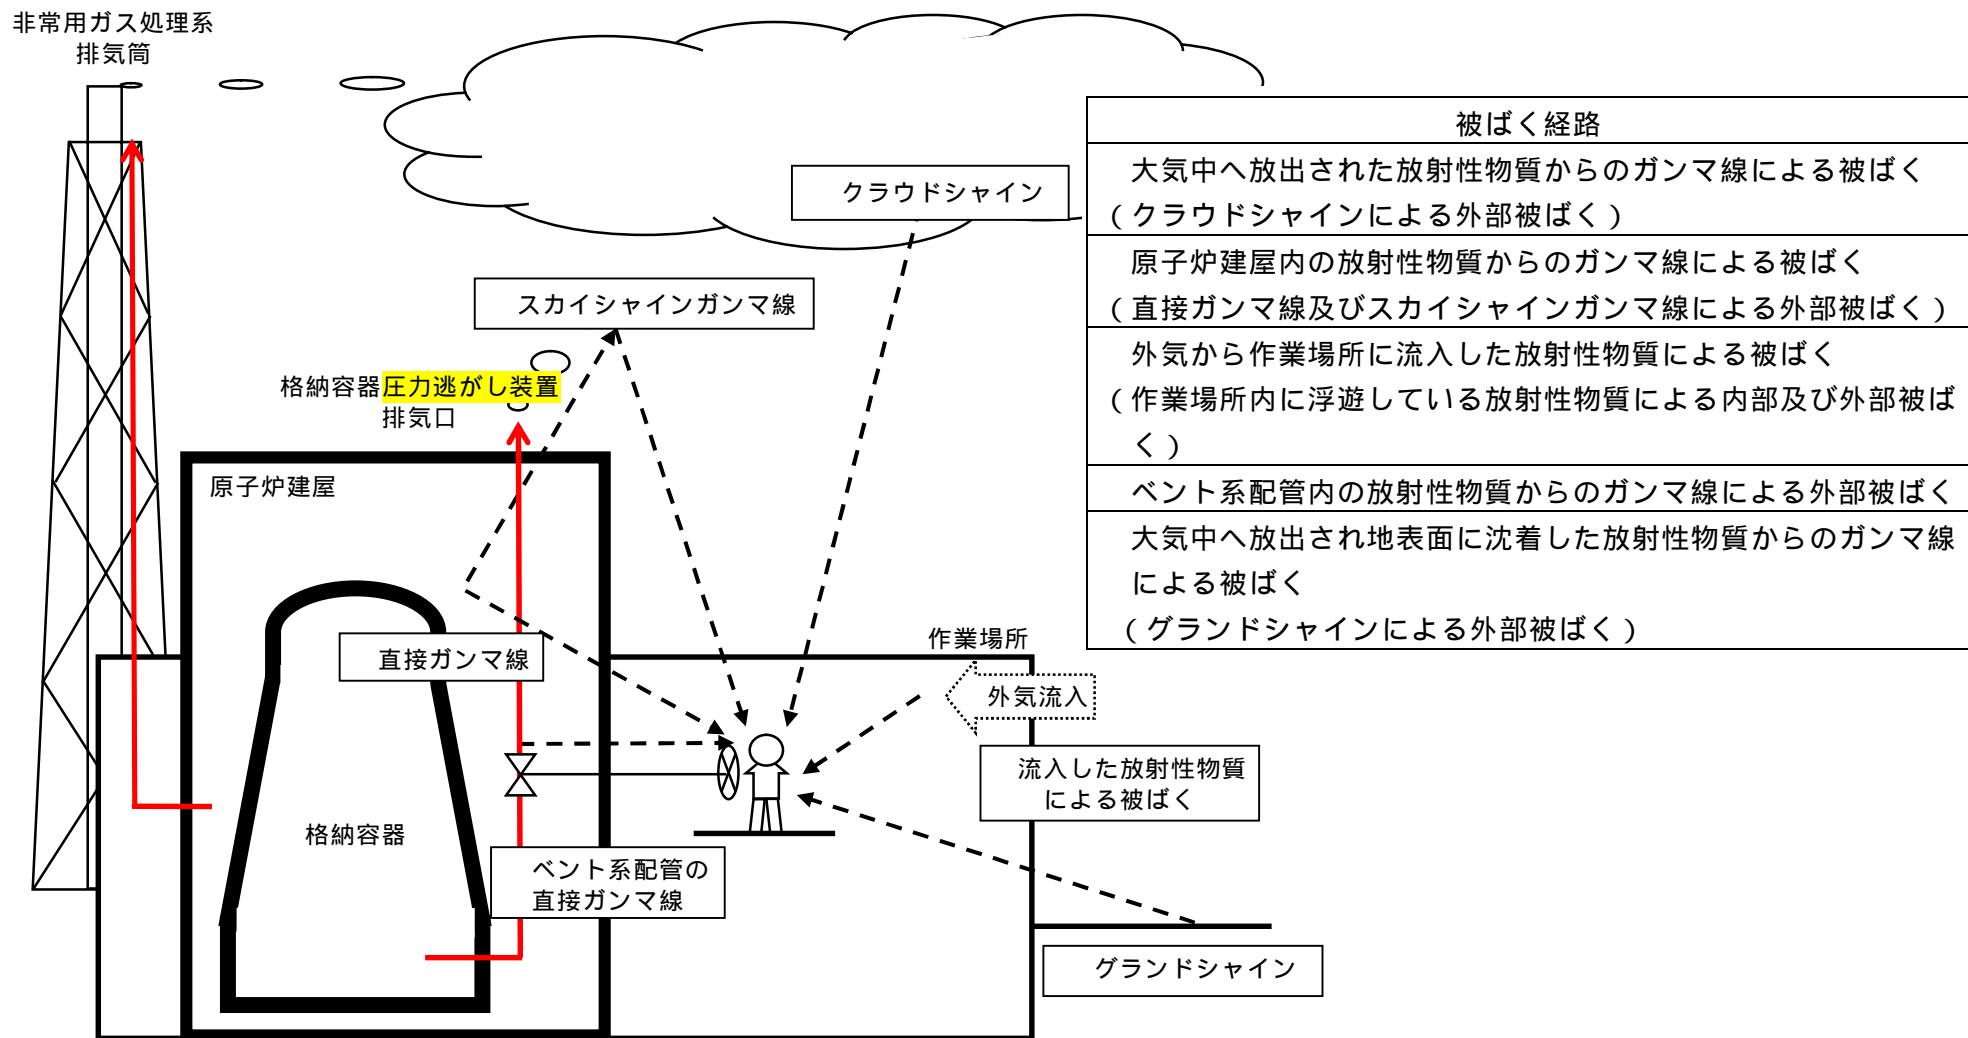 非常用ガス処理系
排気筒
クラウドシャイン
スカイシャインガンマ線
格納容器圧力逃がし装置
排気口
原子炉建屋
直接ガンマ線
作業場所
外気流入
流入した放射性物質
による被ばく
格納容器
ベント系配管の
直接ガンマ線
グランドシャイン
被ばく経路
大気中へ放出された放射性物質からのガンマ線による被ばく
（クラウドシャインによる外部被ばく）
原子炉建屋内の放射性物質からのガンマ線による被ばく
（直接ガンマ線及びスカイシャインガンマ線による外部被ばく）
外気から作業場所に流入した放射性物質による被ばく
（作業場所内に浮遊している放射性物質による内部及び外部被ば
く）
ベント系配管内の放射性物質からのガンマ線による外部被ばく
大気中へ放出され地表面に沈着した放射性物質からのガンマ線
による被ばく
（グランドシャインによる外部被ばく）